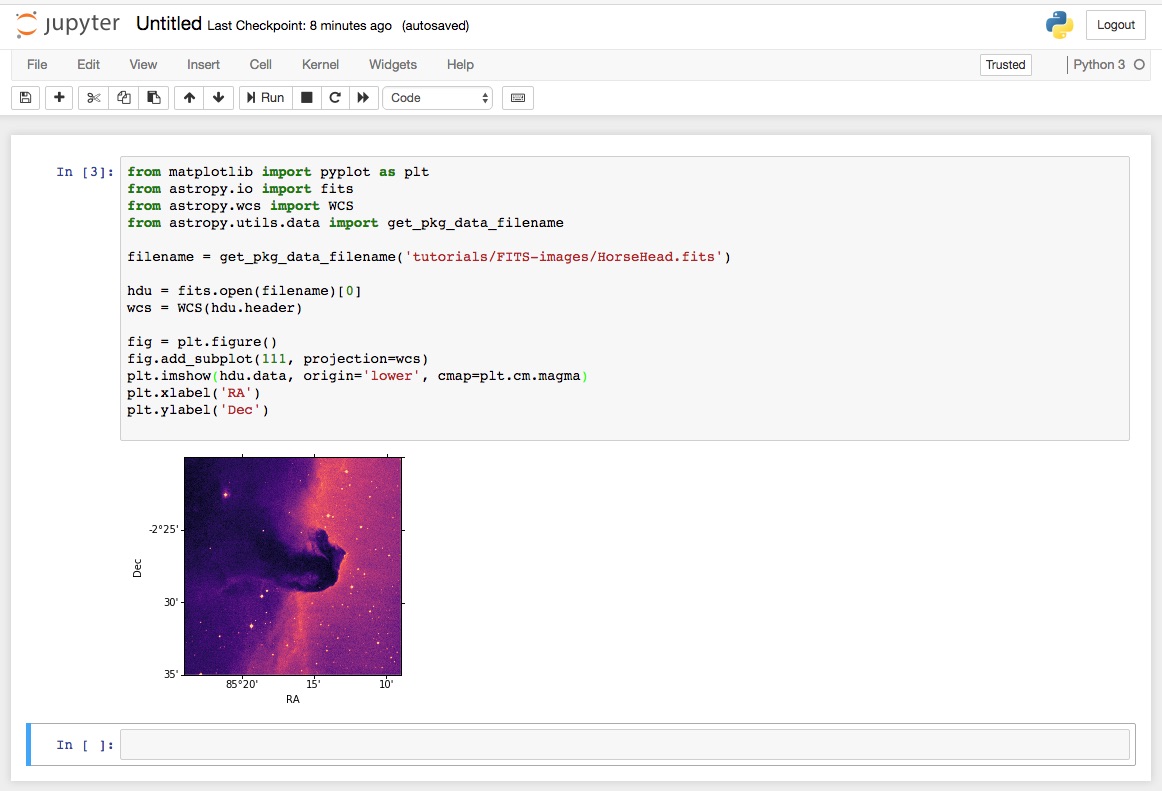 jupyter Untitled Last Checkpoint: 8 minutes ago (autosaved) Logout
File Edit View Insert Cell Kernel Widgets Help Trusted Python 3
Run Code
In [3]:
from matplotlib import pyplot as plt
from astropy.io import fits
from astropy.wcs import WCS
from astropy.utils.data import get_pkg_data_filename
filename = get_pkg_data_filename('tutorials/FITS-images/HorseHead.fits')
hdu = fits.open(filename)[0]
wcs = WCS(hdu.header)
fig = plt.figure()
fig.add_subplot(111, projection=wcs)
plt.imshow(hdu.data, origin='lower', cmap=plt.cm.magma)
plt.xlabel('RA')
plt.ylabel('Dec')
-2°25'
Dec
30'
35'
85°20' 15' 10'
RA
In [ ]: